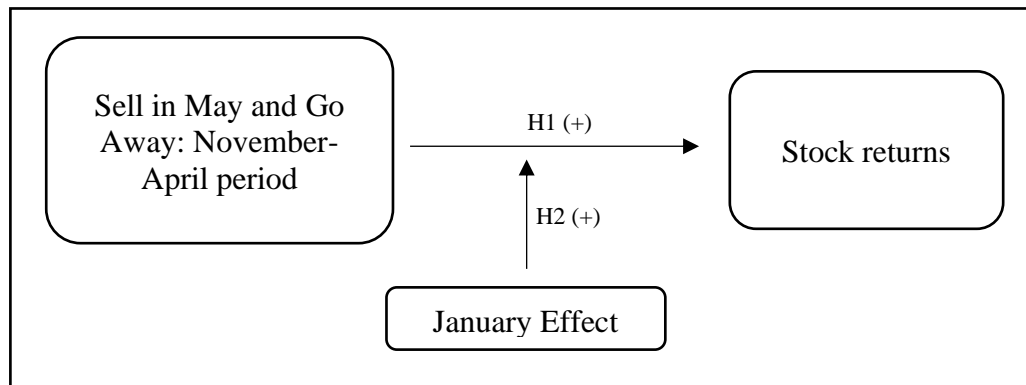 Sell in May and Go
Away: November-
April period
H1 (+)
Stock returns
H2 (+)
January Effect